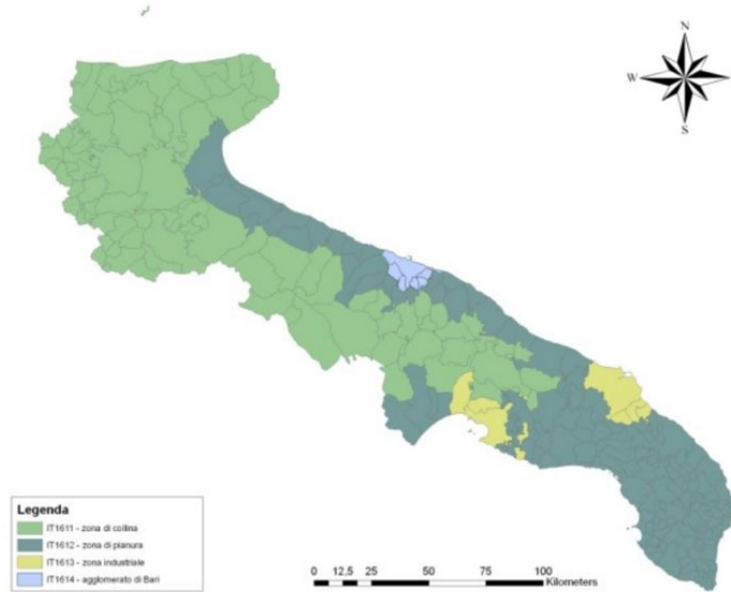 N
W
S
Legenda
IT1611 - zona di collina
IT1612 - zona di pianura
IT1613 - zona industriale
IT1614 - agglomerato di Bari
0 12,5 25 50 75 100
Kilometers